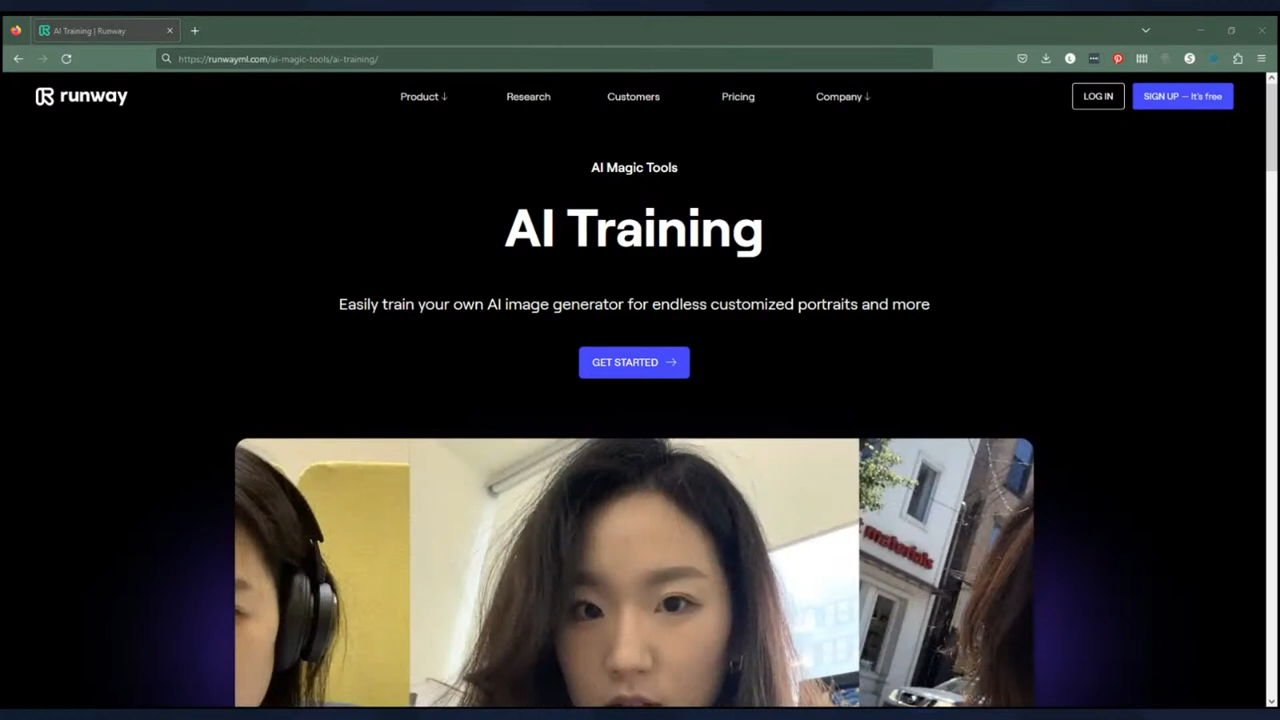 AI Training | Runway
https://runwayml.com/ai-magic-tools/ai-training/
runway
Product ↓
Research
Customers
Pricing
Company ↓
LOG IN
SIGN UP — It's free
AI Magic Tools
AI Training
Easily train your own AI image generator for endless customized portraits and more
GET STARTED →
materials